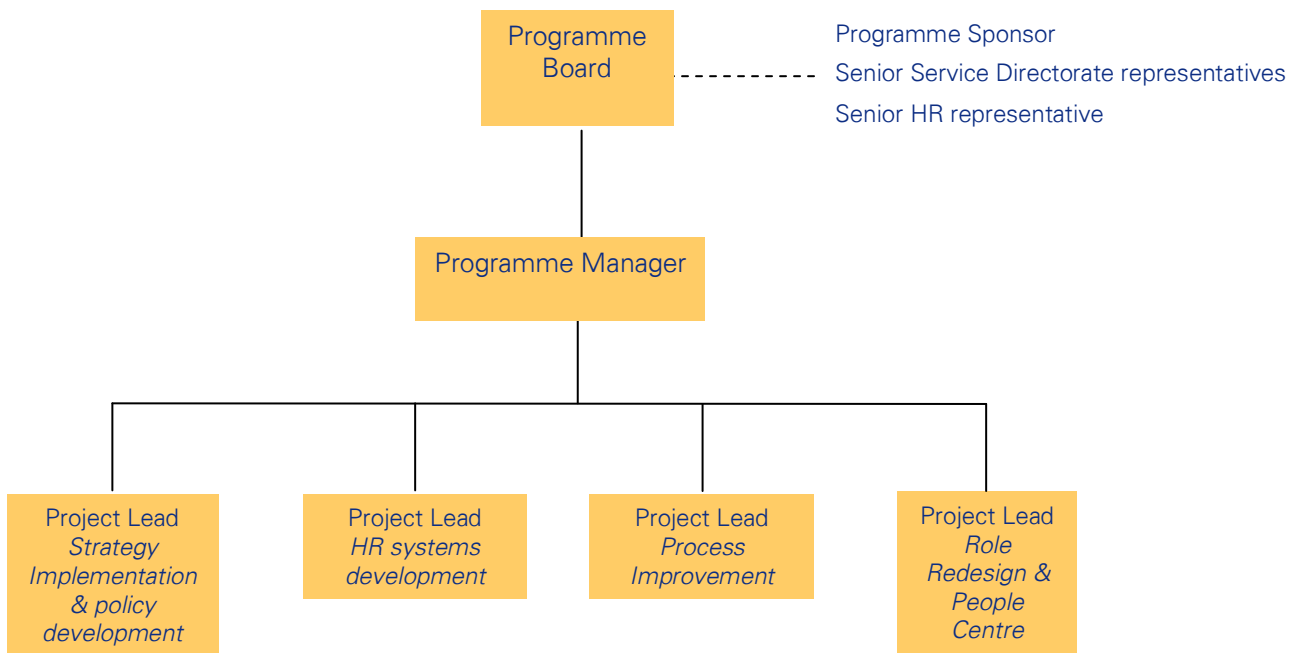 Programme
Board
Programme Sponsor
Senior Service Directorate representatives
Senior HR representative
Programme Manager
Project Lead
Strategy
Implementation
& policy
development
Project Lead
HR systems
development
Project Lead
Process
Improvement
Project Lead
Role
Redesign &
People
Centre